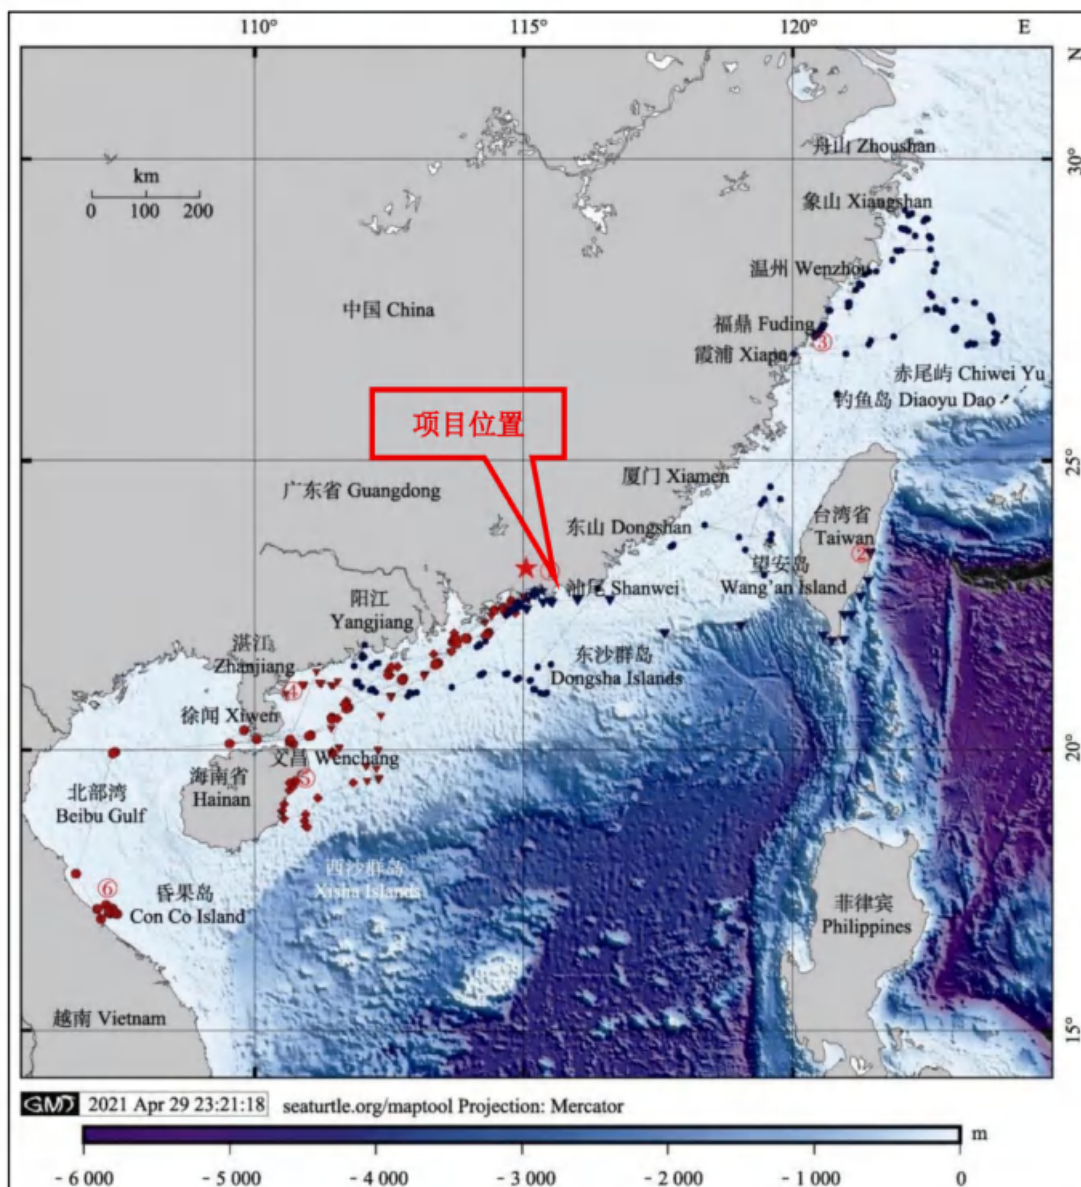 110°
115°
120°
E
N
30°
25°
20°
15°
km
0 100 200
舟山 Zhoushan
象山 Xiangshan
温州 Wenzhou
中国 China
福鼎 Fuding
③
霞浦 Xiapu
赤尾屿 Chiwei Yu
钓鱼岛 Diaoyu Dao
项目位置
广东省 Guangdong
厦门 Xiamen
东山 Dongshan
台湾省
Taiwan
②
望安岛
Wang'an Island
汕尾 Shanwei
阳江
Yangjiang
湛江
Zhanjiang
④
东沙群岛
Dongsha Islands
徐闻 Xiwen
文昌 Wenchang
⑤
海南省
Hainan
北部湾
Beibu Gulf
西沙群岛
Xisha Islands
⑥
昏果岛
Con Co Island
菲律宾
Philippines
越南 Vietnam
GMT 2021 Apr 29 23:21:18 seaturtle.org/maptool Projection: Mercator
m
- 6 000 - 5 000 - 4 000 - 3 000 - 2 000 - 1 000 0